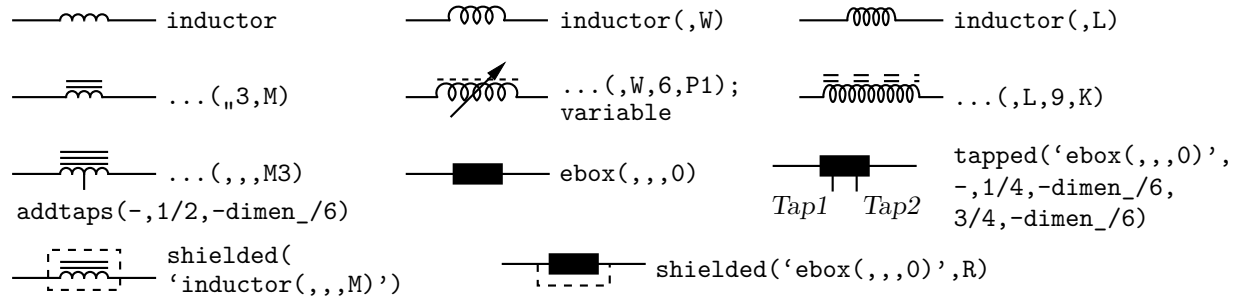 inductor
inductor(,W)
inductor(,L)
...(„3,M)
...(,W,6,P1);
variable
...(,L,9,K)
...(,,,M3)
addtaps(-,1/2,-dimen_/6)
ebox(,,,0)
Tap1
Tap2
tapped(‘ebox(,,,0)’,
-,1/4,-dimen_/6,
3/4,-dimen_/6)
shielded(
‘inductor(,,,M)’)
shielded(‘ebox(,,,0)’,R)